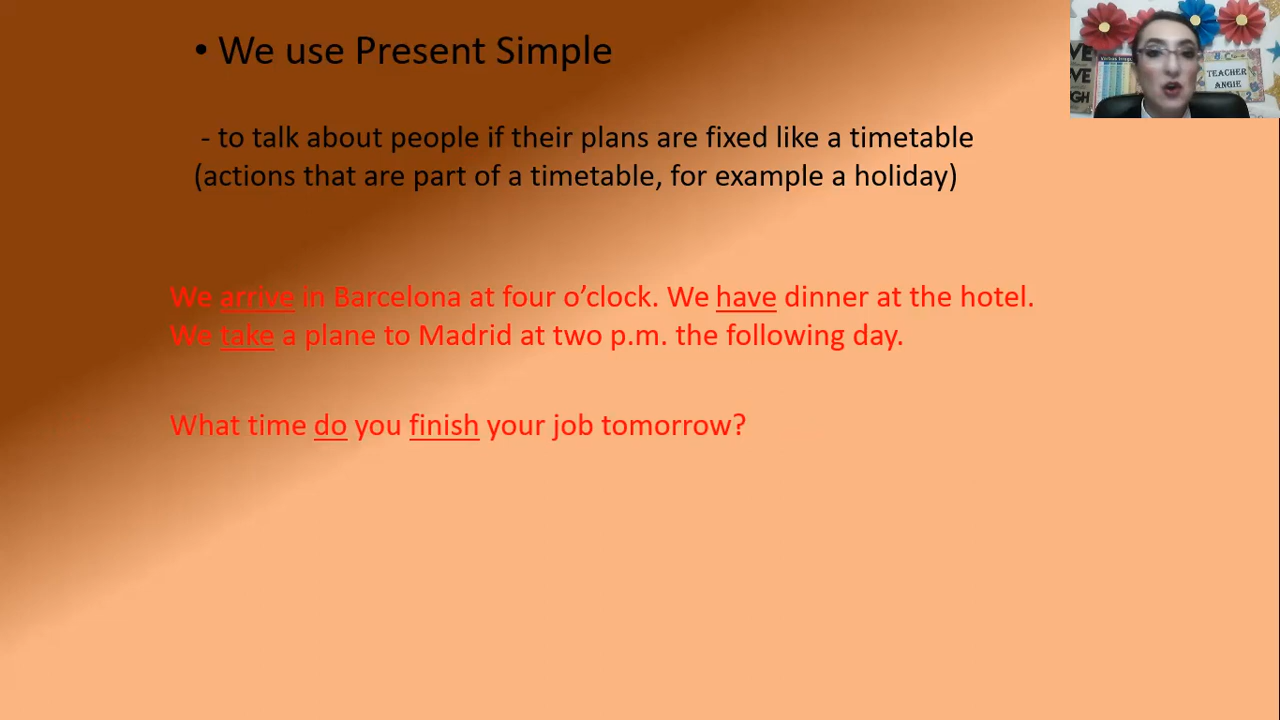 • We use Present Simple
- to talk about people if their plans are fixed like a timetable
(actions that are part of a timetable, for example a holiday)
We arrive in Barcelona at four o’clock. We have dinner at the hotel.
We take a plane to Madrid at two p.m. the following day.
What time do you finish your job tomorrow?
TEACHER
ANGIE